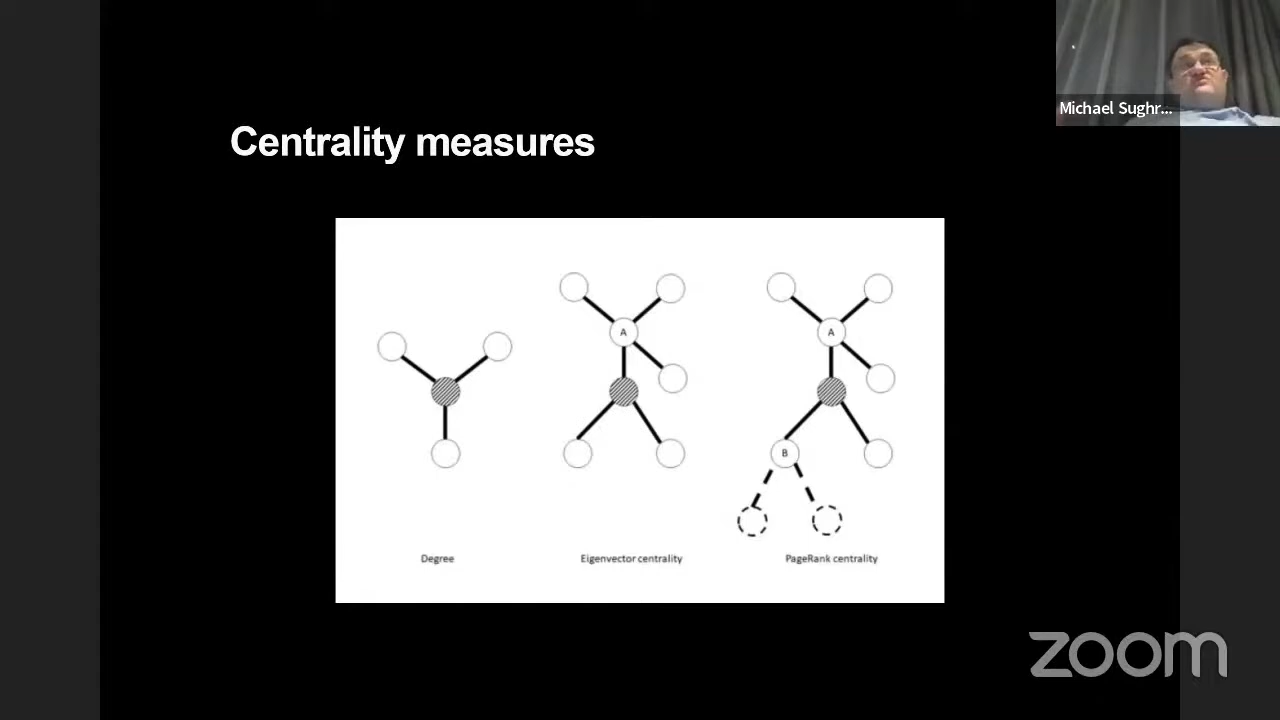 Michael Sughr...
Centrality measures
A
A
B
Degree
Eigenvector centrality
PageRank centrality
zoom